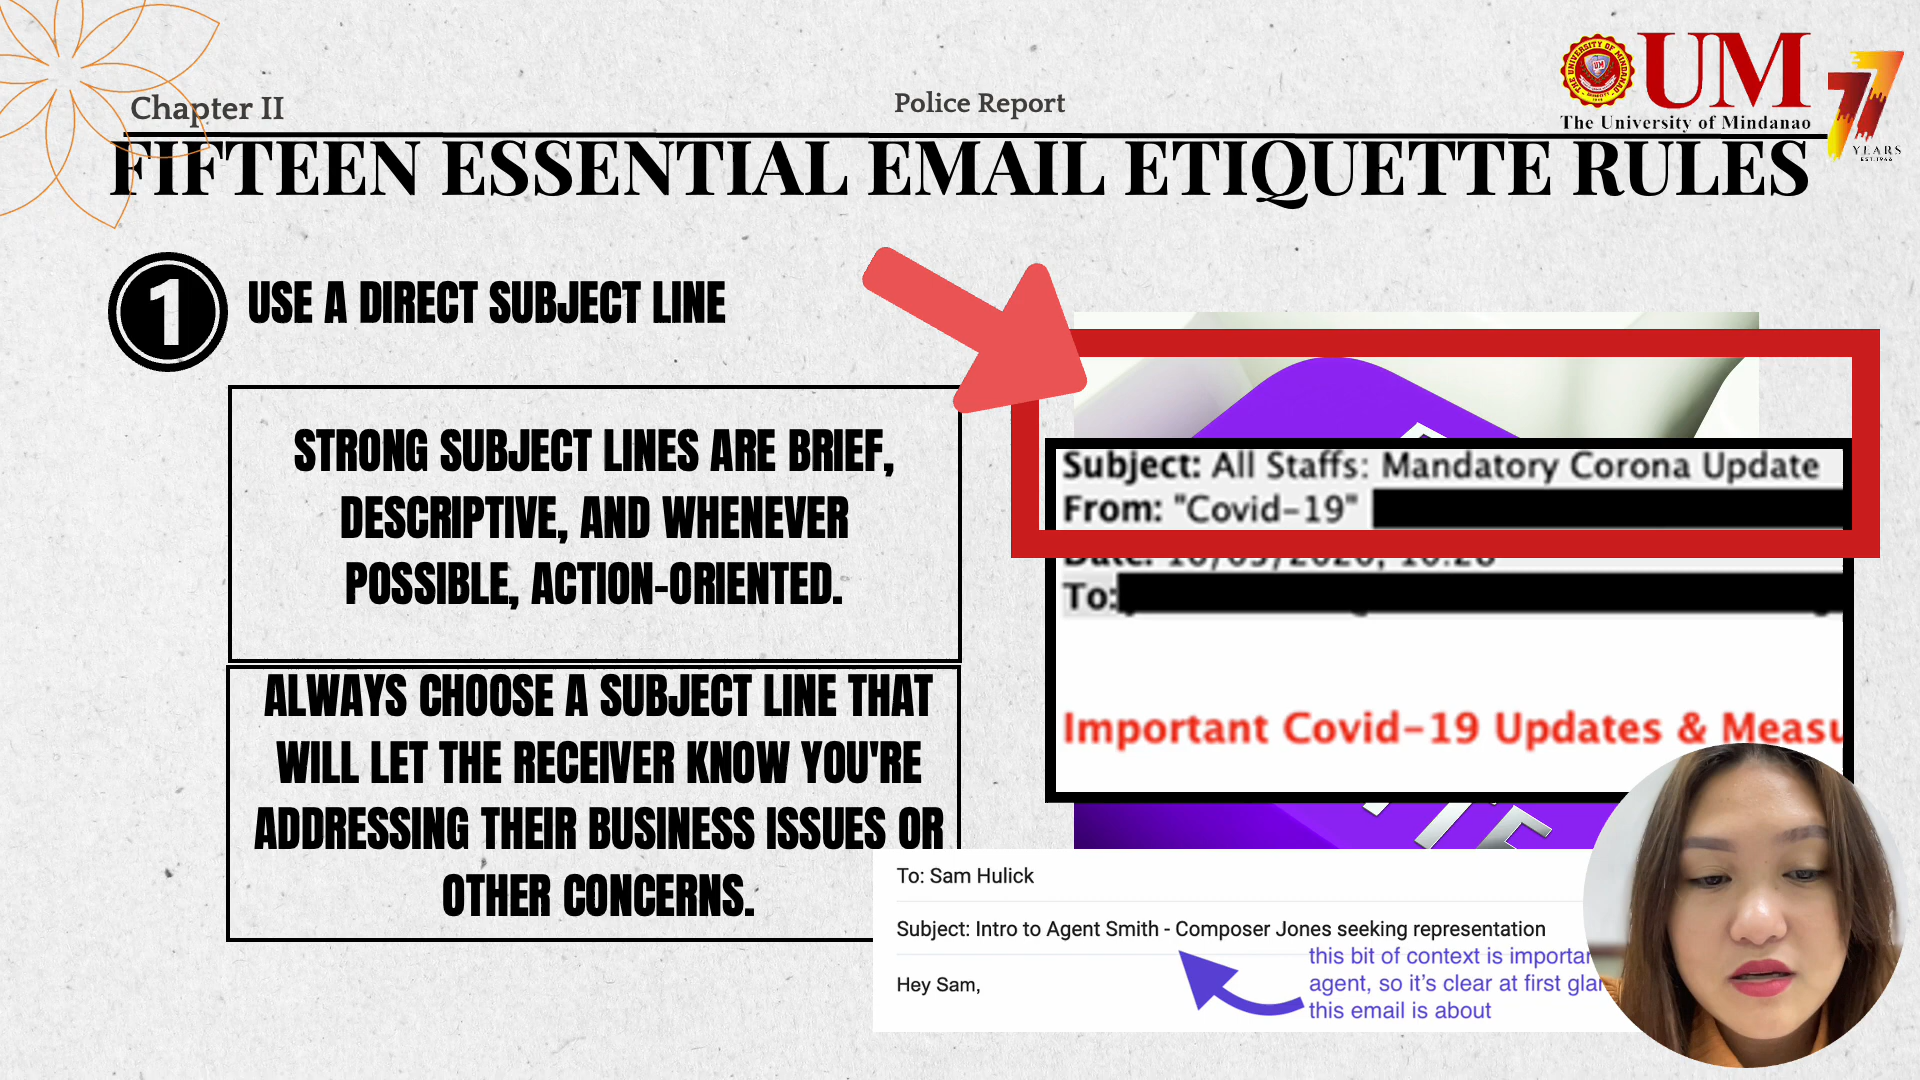 Chapter II
Police Report
UM
The University of Mindanao
77
YEARS
EST.1946
FIFTEEN ESSENTIAL EMAIL ETIQUETTE RULES
1
USE A DIRECT SUBJECT LINE
STRONG SUBJECT LINES ARE BRIEF,
DESCRIPTIVE, AND WHENEVER
POSSIBLE, ACTION-ORIENTED.
ALWAYS CHOOSE A SUBJECT LINE THAT
WILL LET THE RECEIVER KNOW YOU'RE
ADDRESSING THEIR BUSINESS ISSUES OR
OTHER CONCERNS.
Subject: All Staffs: Mandatory Corona Update
From: "Covid-19"
Date:
To:
Important Covid-19 Updates &
To: Sam Hulick
Subject: Intro to Agent Smith - Composer Jones seeking representation
Hey Sam,
this bit of context is
agent, so it's clear at first
this email is about